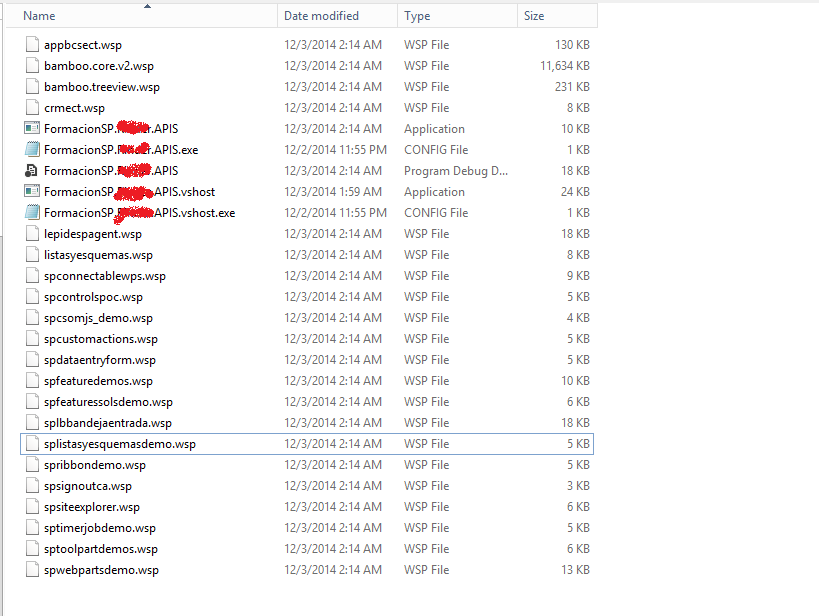 Name Date modified Type Size
appbcsect.wsp 12/3/2014 2:14 AM WSP File 130 KB
bamboo.core.v2.wsp 12/3/2014 2:14 AM WSP File 11,634 KB
bamboo.treeview.wsp 12/3/2014 2:14 AM WSP File 231 KB
crmect.wsp 12/3/2014 2:14 AM WSP File 8 KB
FormacionSP. .APIS 12/3/2014 2:14 AM Application 10 KB
FormacionSP. .APIS.exe 12/2/2014 11:55 PM CONFIG File 1 KB
FormacionSP. .APIS 12/3/2014 2:14 AM Program Debug D... 18 KB
FormacionSP. .APIS.vshost 12/3/2014 1:59 AM Application 24 KB
FormacionSP. .APIS.vshost.exe 12/2/2014 11:55 PM CONFIG File 1 KB
lepidespagent.wsp 12/3/2014 2:14 AM WSP File 18 KB
listasyesquemas.wsp 12/3/2014 2:14 AM WSP File 8 KB
spconnectablewps.wsp 12/3/2014 2:14 AM WSP File 9 KB
spcontrolspoc.wsp 12/3/2014 2:14 AM WSP File 5 KB
spcsomjs_demo.wsp 12/3/2014 2:14 AM WSP File 4 KB
spcustomactions.wsp 12/3/2014 2:14 AM WSP File 5 KB
spdataentryform.wsp 12/3/2014 2:14 AM WSP File 5 KB
spfeaturedemos.wsp 12/3/2014 2:14 AM WSP File 10 KB
spfeaturessolsdemo.wsp 12/3/2014 2:14 AM WSP File 6 KB
splbbandejaentrada.wsp 12/3/2014 2:14 AM WSP File 18 KB
splistasyesquemasdemo.wsp 12/3/2014 2:14 AM WSP File 5 KB
spribbondemo.wsp 12/3/2014 2:14 AM WSP File 5 KB
spsignoutca.wsp 12/3/2014 2:14 AM WSP File 3 KB
spsiteexplorer.wsp 12/3/2014 2:14 AM WSP File 6 KB
sptimerjobdemo.wsp 12/3/2014 2:14 AM WSP File 5 KB
sptoolpartdemos.wsp 12/3/2014 2:14 AM WSP File 6 KB
spwebpartsdemo.wsp 12/3/2014 2:14 AM WSP File 13 KB